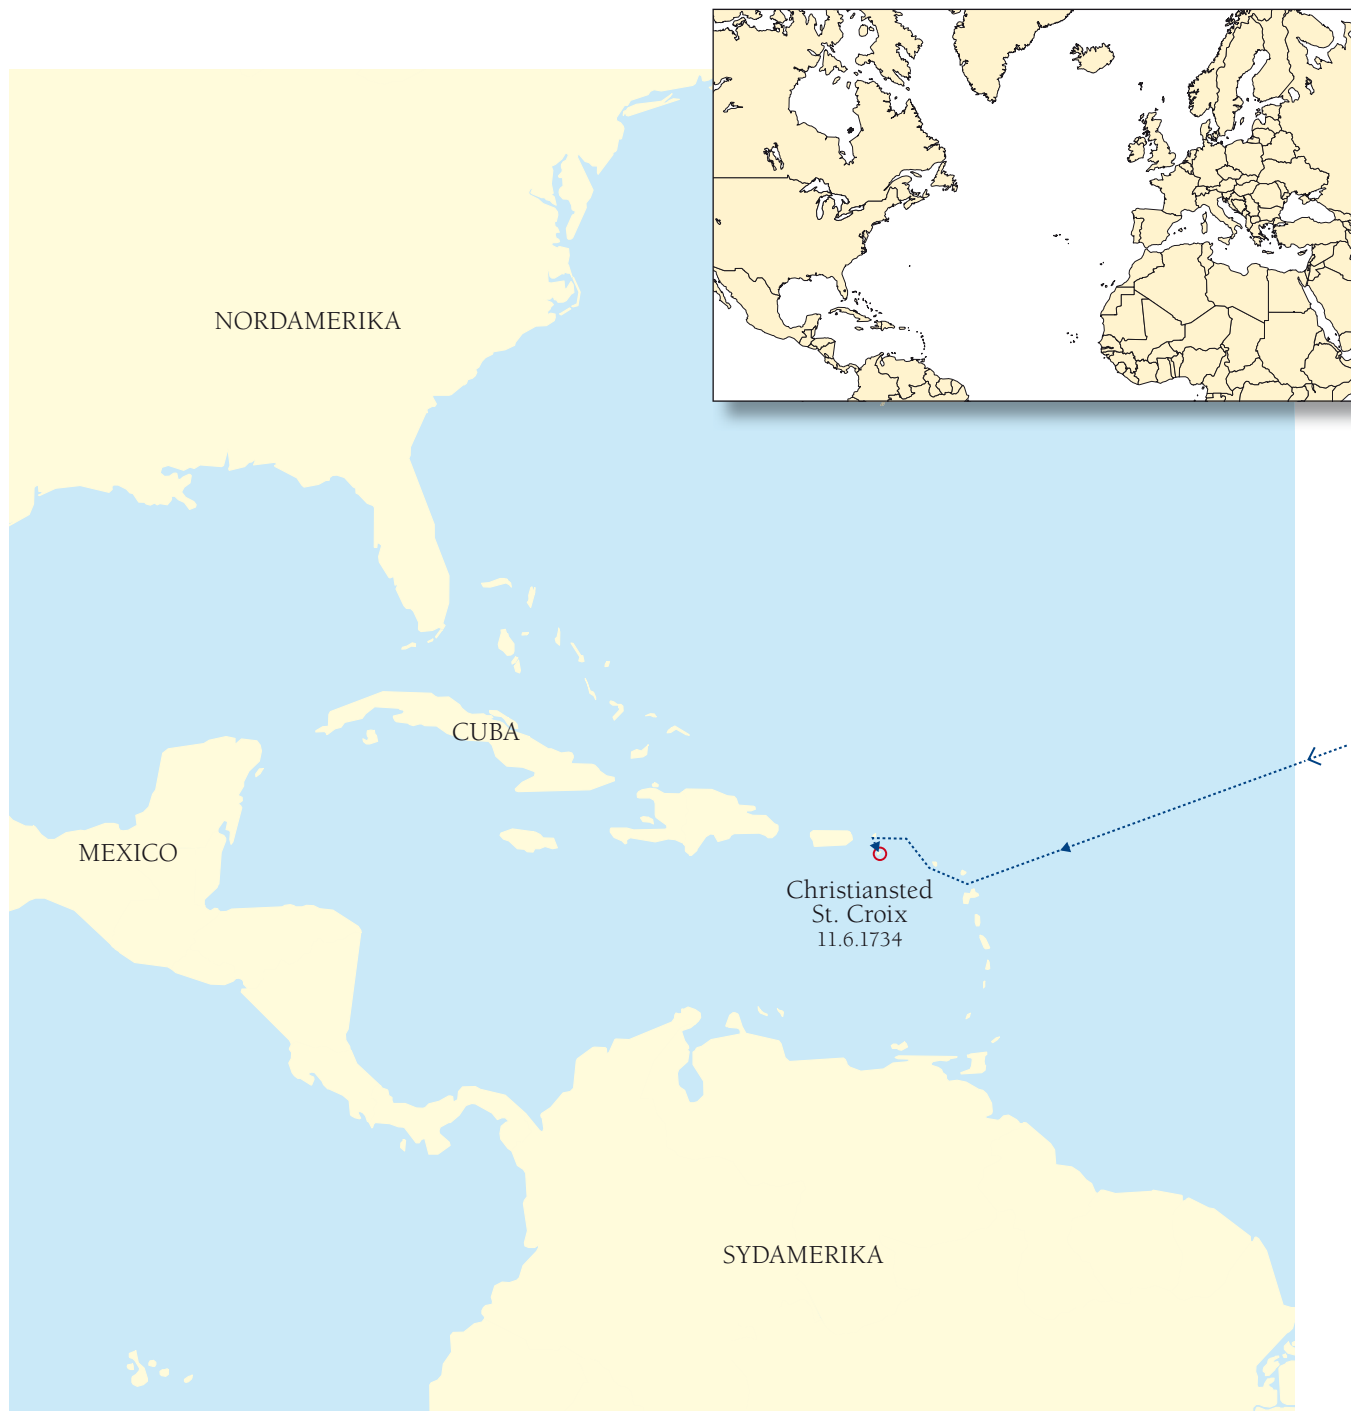 NORDAMERIKA
CUBA
MEXICO
Christiansted
St. Croix
11.6.1734
SYDAMERIKA